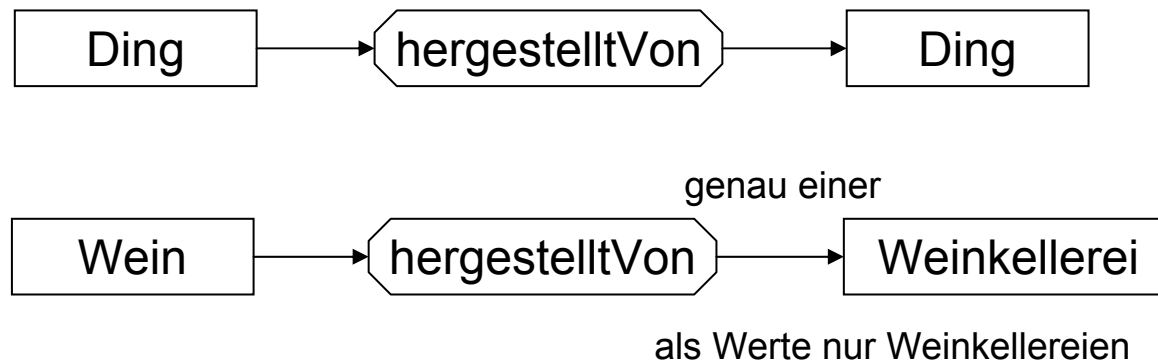 Ding hergestelltVon Ding
genau einer
Wein hergestelltVon Weinkellerei
als Werte nur Weinkellereien